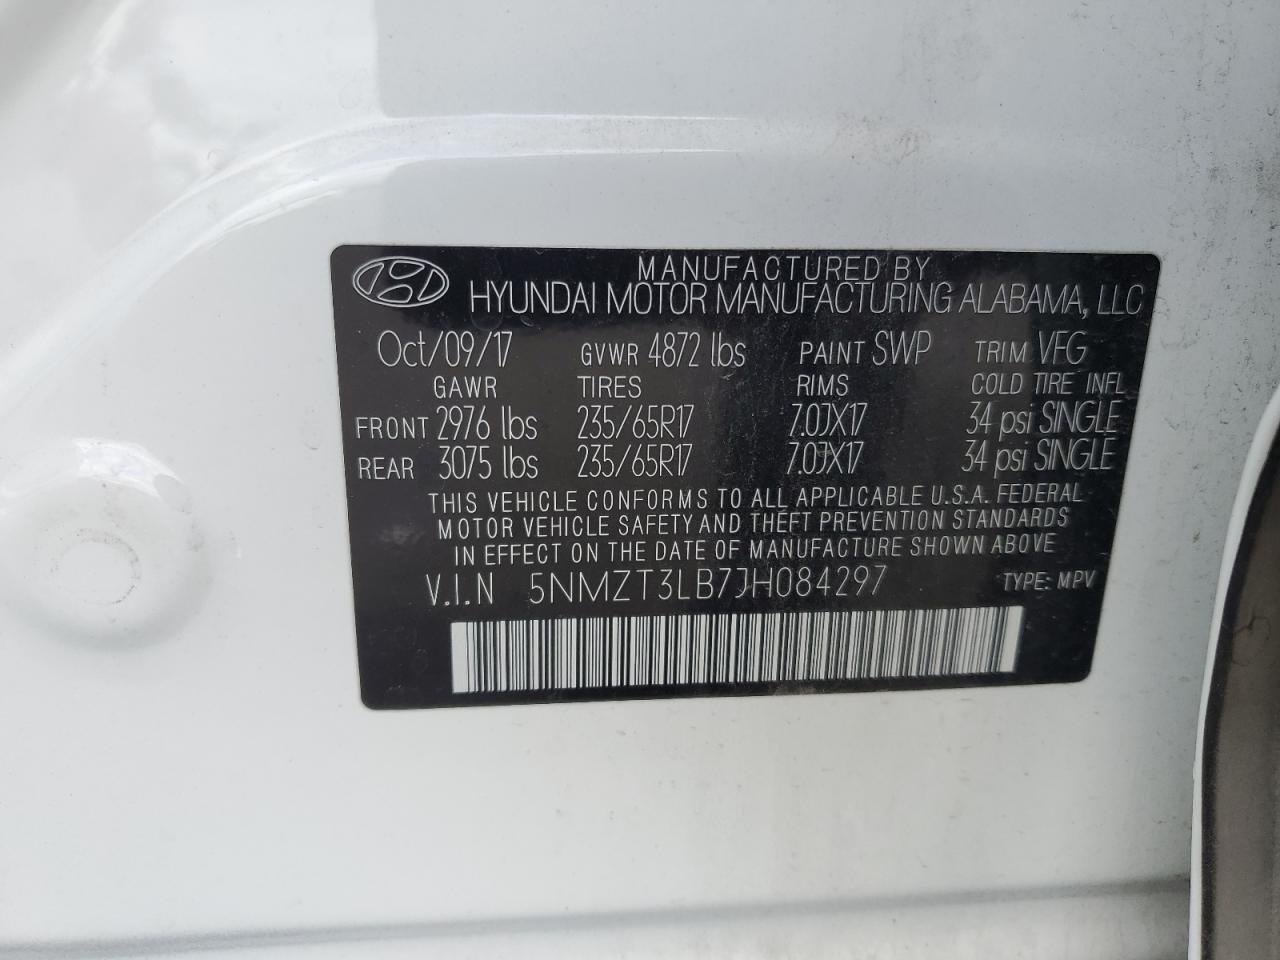 MANUFACTURED BY
HYUNDAI MOTOR MANUFACTURING ALABAMA, LLC
Oct/09/17 GVWR 4872 lbs PAINT SWP TRIM VFG
GAWR TIRES RIMS COLD TIRE INFL
FRONT 2976 lbs 235/65R17 7.0JX17 34 psi SINGLE
REAR 3075 lbs 235/65R17 7.0JX17 34 psi SINGLE
THIS VEHICLE CONFORMS TO ALL APPLICABLE U.S.A. FEDERAL
MOTOR VEHICLE SAFETY AND THEFT PREVENTION STANDARDS
IN EFFECT ON THE DATE OF MANUFACTURE SHOWN ABOVE
V.I.N 5NMZT3LB7JH084297 TYPE: MPV